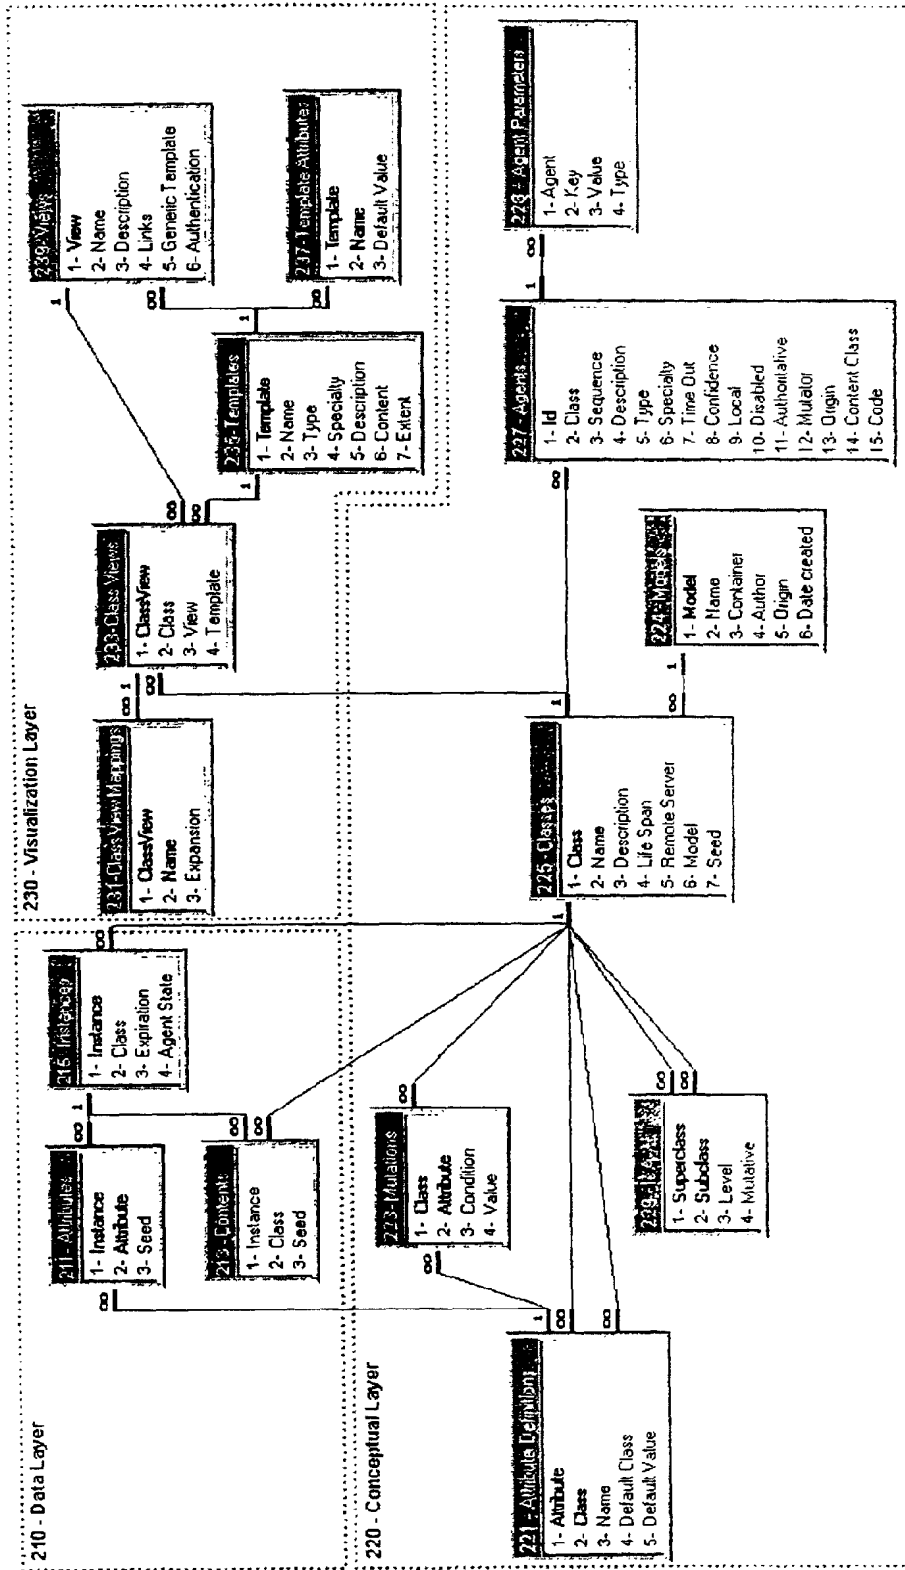 210 - Data Layer
211 - Attributes
1- Instance
2- Attribute
3- Seed
213 - Contents
1- Instance
2- Class
3- Seed
1- Instance
2- Class
3- Expiration
4- Agent State
∞
∞
1
∞
∞
∞
230 - Visualization Layer
231-Class View Mappings
1- ClassView
2- Name
3- Expansion
233-Class Views
1- ClassView
2- Class
3- View
4- Template
235-Templates
1- Template
2- Name
3- Type
4- Specialty
5- Description
6- Content
7- Extent
237-Template Attributes
1- Template
2- Name
3- Default Value
239-Views
1- View
2- Name
3- Description
4- Links
5- Generic Template
6- Authentication
∞
1
∞
∞
∞
1
1
∞
∞
1
220 - Conceptual Layer
221 - Attribute Definitions
1- Attribute
2- Class
3- Name
4- Default Class
5- Default Value
223-Mutations
1- Class
2- Attribute
3- Condition
4- Value
1- Superclass
2- Subclass
3- Level
4- Mutative
225-Classes
1- Class
2- Name
3- Description
4- Life Span
5- Remote Server
6- Model
7- Seed
224-Models
1- Model
2- Name
3- Container
4- Author
5- Origin
6- Date created
227-Agents
1- Id
2- Class
3- Sequence
4- Description
5- Type
6- Specialty
7- Time Out
8- Confidence
9- Local
10- Disabled
11- Authoritative
12- Mutator
13- Origin
14- Content Class
15- Code
Agent Parameters
1- Agent
2- Key
3- Value
4- Type
1
∞
∞
∞
∞
∞
∞
1
1
∞
1
∞
1
∞